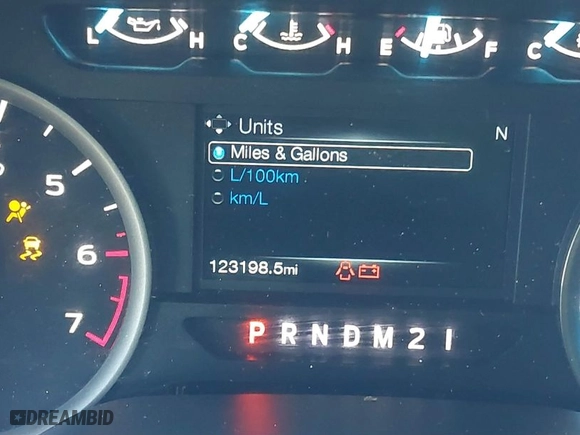 L H C H E F C
Units N
Miles & Gallons
L/100km
km/L
5
6
7
123198.5mi
P R N D M 2 1
DREAMBID